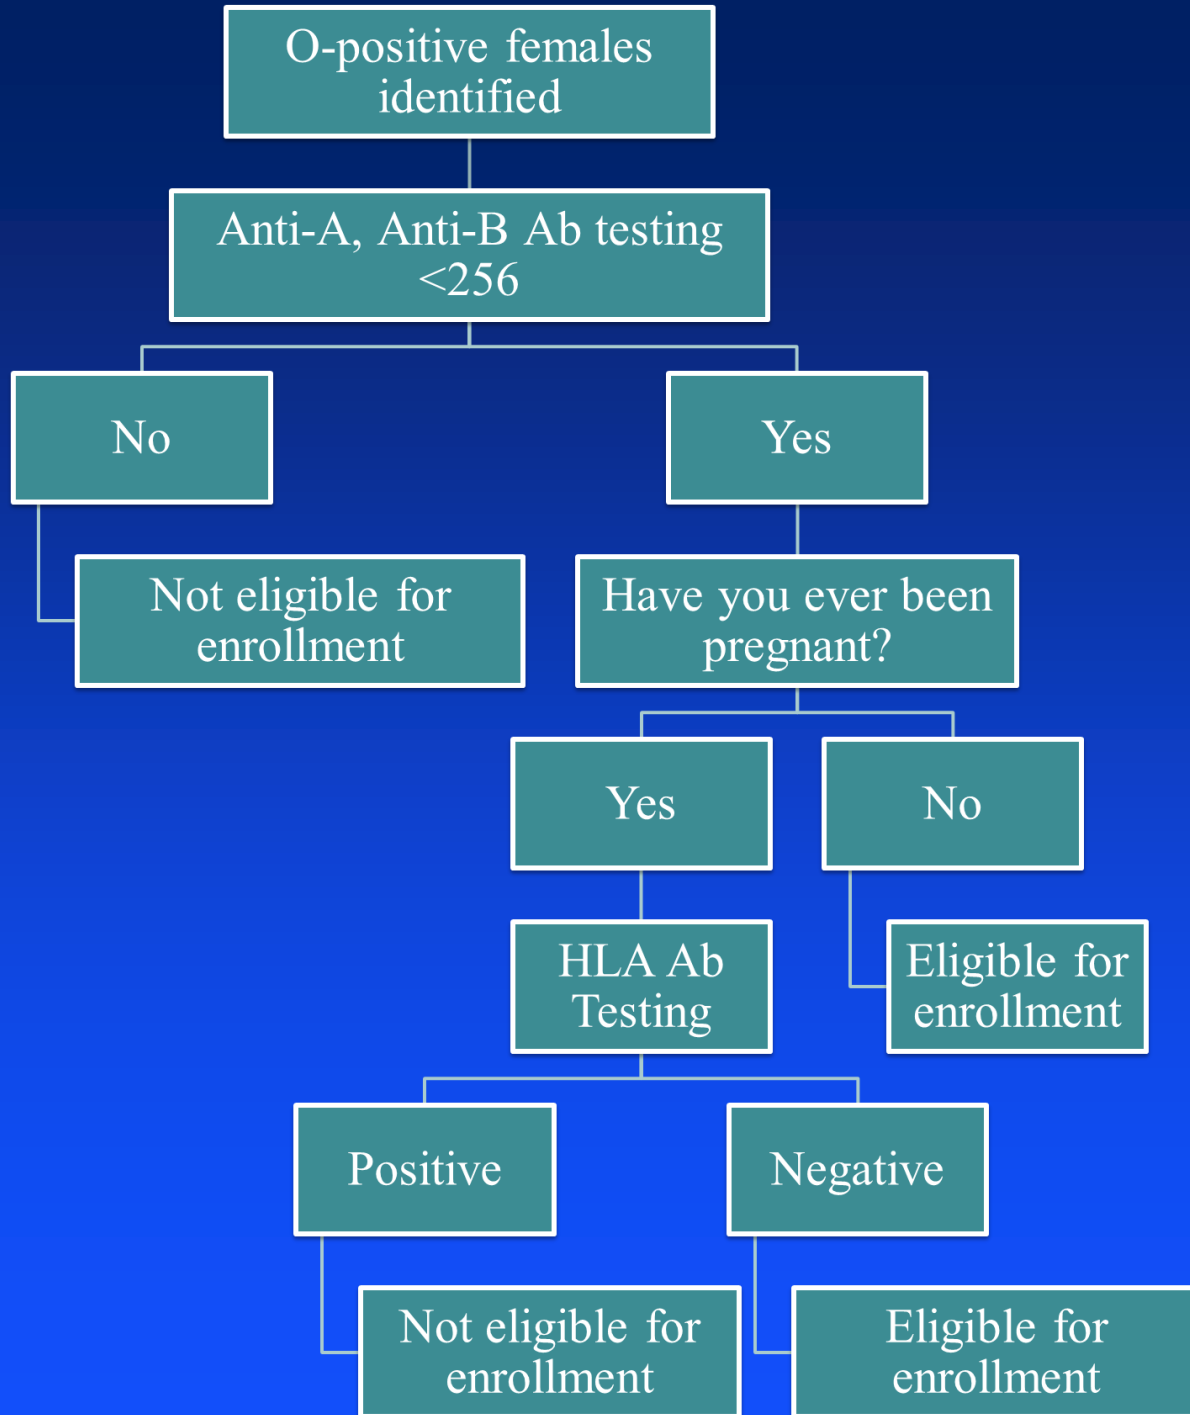 O-positive females
identified
Anti-A, Anti-B Ab testing
<256
No
Yes
Not eligible for
enrollment
Have you ever been
pregnant?
Yes
No
HLA Ab
Testing
Eligible for
enrollment
Positive
Negative
Not eligible for
enrollment
Eligible for
enrollment